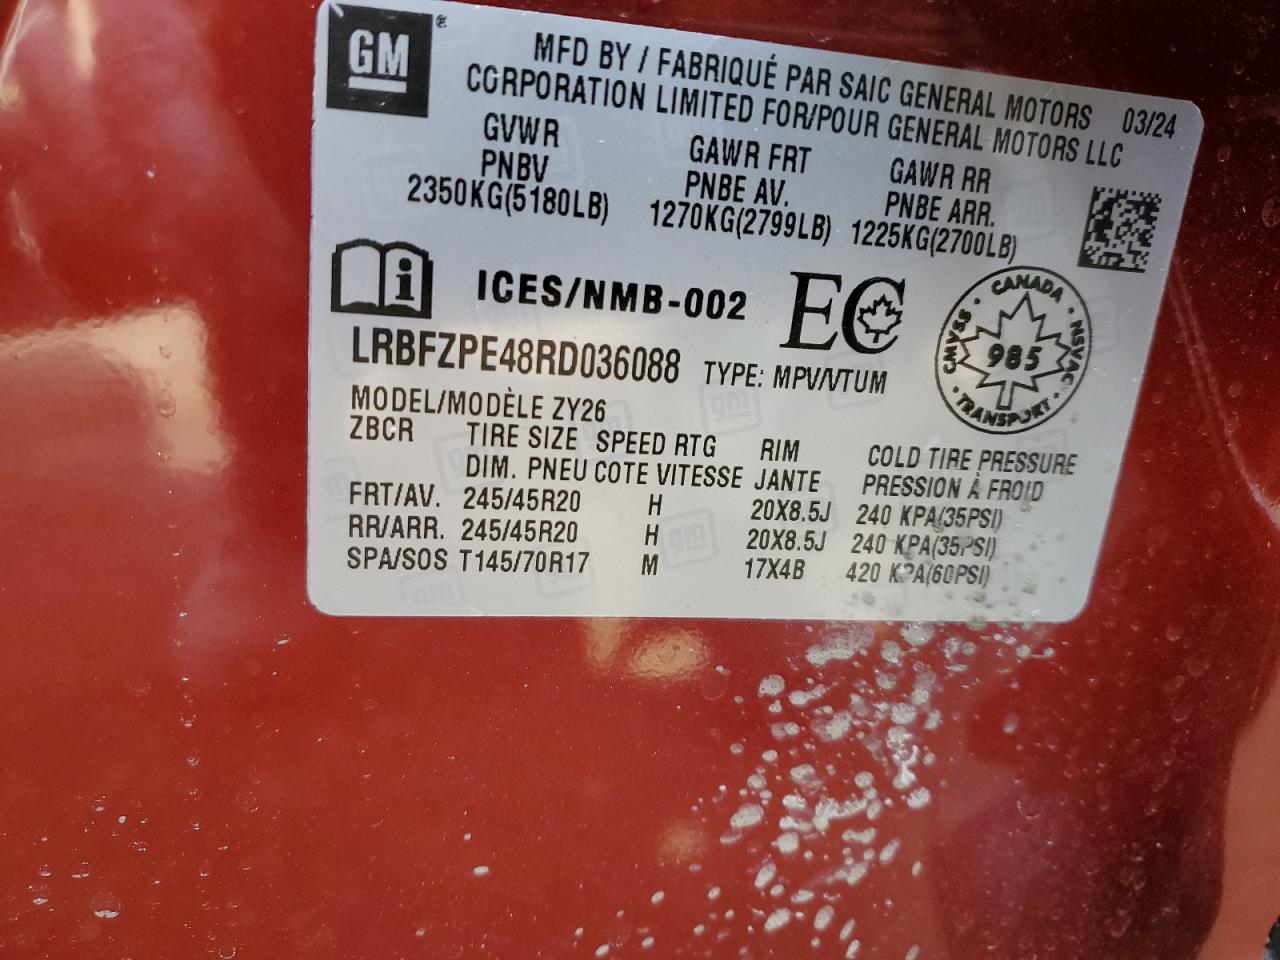 GM ®
MFD BY / FABRIQUÉ PAR SAIC GENERAL MOTORS 03/24
CORPORATION LIMITED FOR/POUR GENERAL MOTORS LLC
GVWR GAWR FRT GAWR RR
PNBV PNBE AV. PNBE ARR.
2350KG(5180LB) 1270KG(2799LB) 1225KG(2700LB)
i ICES/NMB-002 EC
CANADA
CMVSS 985 NSVAC
TRANSPORT
LRBFZPE48RD036088 TYPE: MPV/VTUM
MODEL/MODÈLE ZY26
ZBCR TIRE SIZE SPEED RTG RIM COLD TIRE PRESSURE
DIM. PNEU COTE VITESSE JANTE PRESSION À FROID
FRT/AV. 245/45R20 H 20X8.5J 240 KPA(35PSI)
RR/ARR. 245/45R20 H 20X8.5J 240 KPA(35PSI)
SPA/SOS T145/70R17 M 17X4B 420 KPA(60PSI)